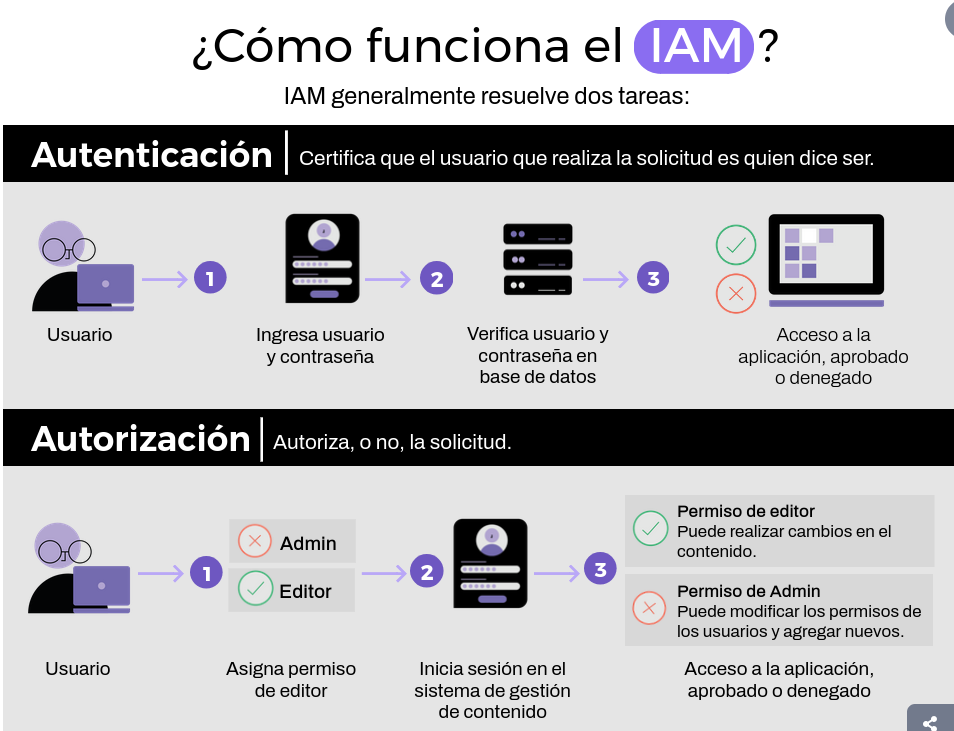 ¿Cómo funciona el IAM?
IAM generalmente resuelve dos tareas:
Autenticación
Certifica que el usuario que realiza la solicitud es quien dice ser.
1
2
3
Usuario
Ingresa usuario
y contraseña
Verifica usuario y
contraseña en
base de datos
Acceso a la
aplicación, aprobado
o denegado
Autorización
Autoriza, o no, la solicitud.
1
Admin
Editor
2
3
Permiso de editor
Puede realizar cambios en el
contenido.
Permiso de Admin
Puede modificar los permisos de
los usuarios y agregar nuevos.
Usuario
Asigna permiso
de editor
Inicia sesión en el
sistema de gestión
de contenido
Acceso a la aplicación,
aprobado o denegado